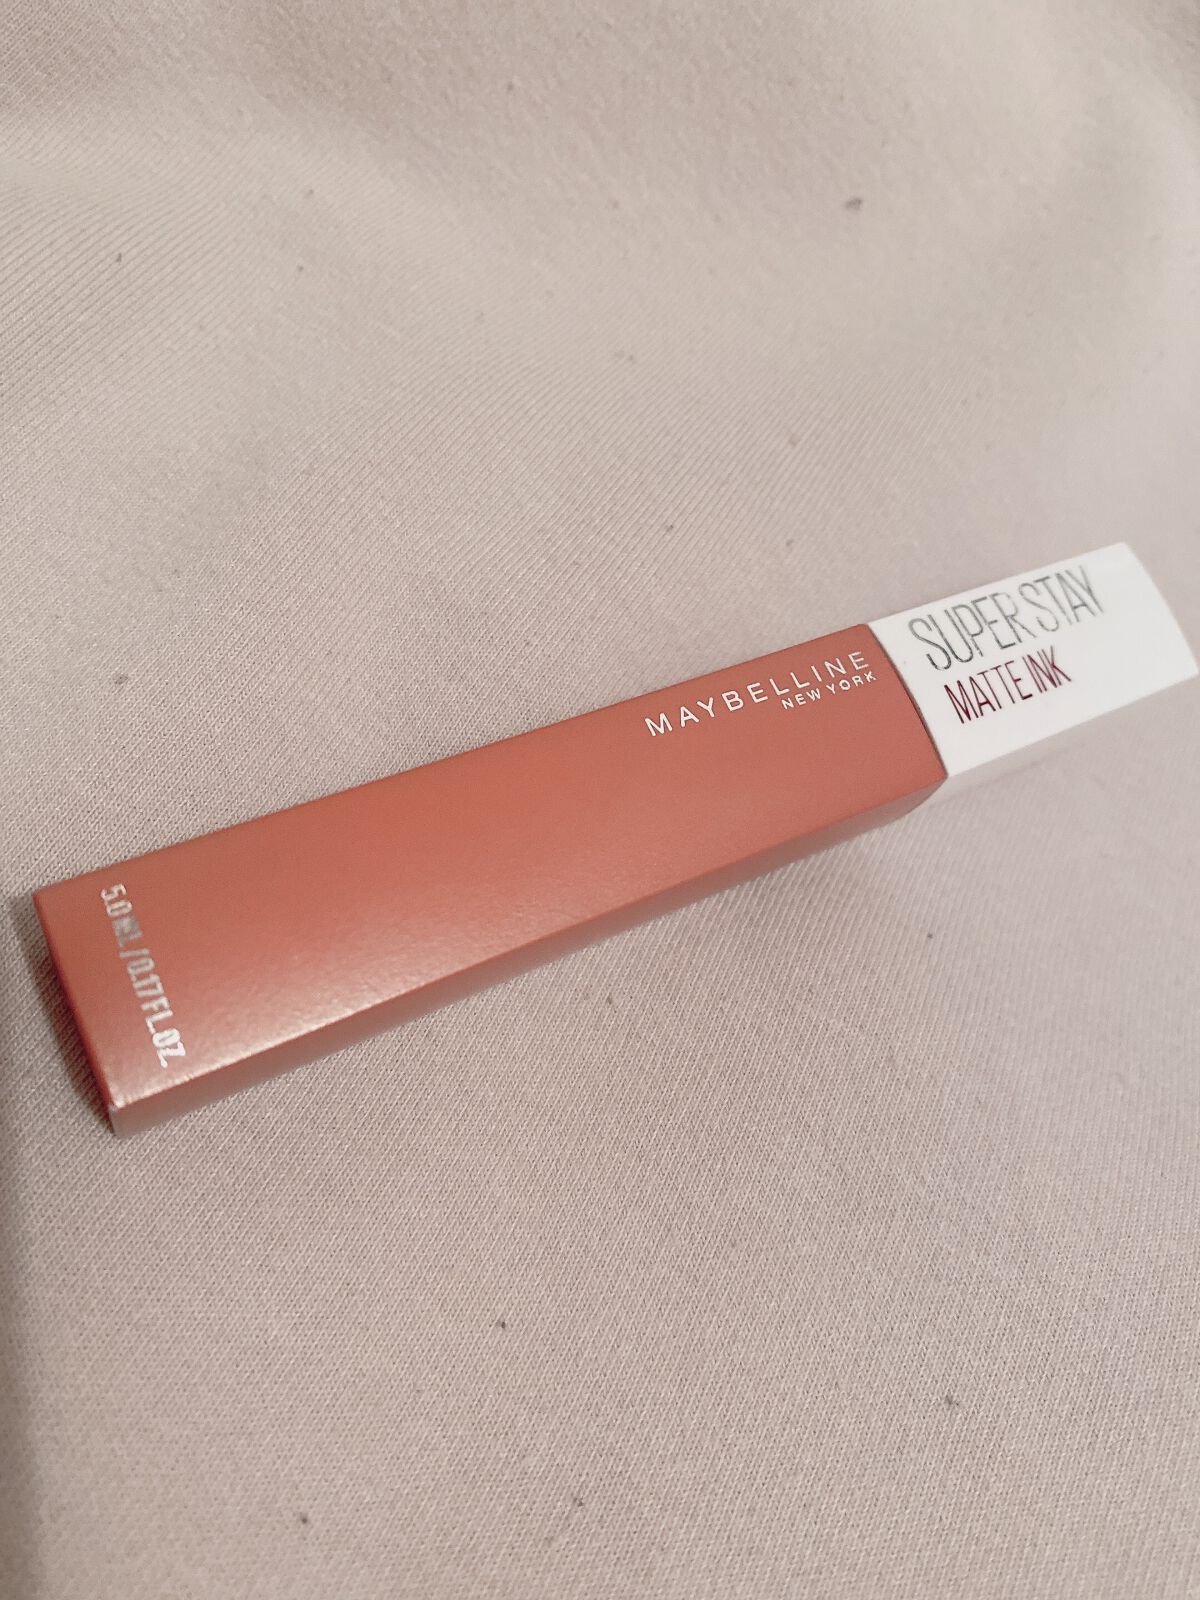 SUPER STAY
MATTE INK
MAYBELLINE
NEW YORK
5.0 mL / 0.17 FL.OZ.